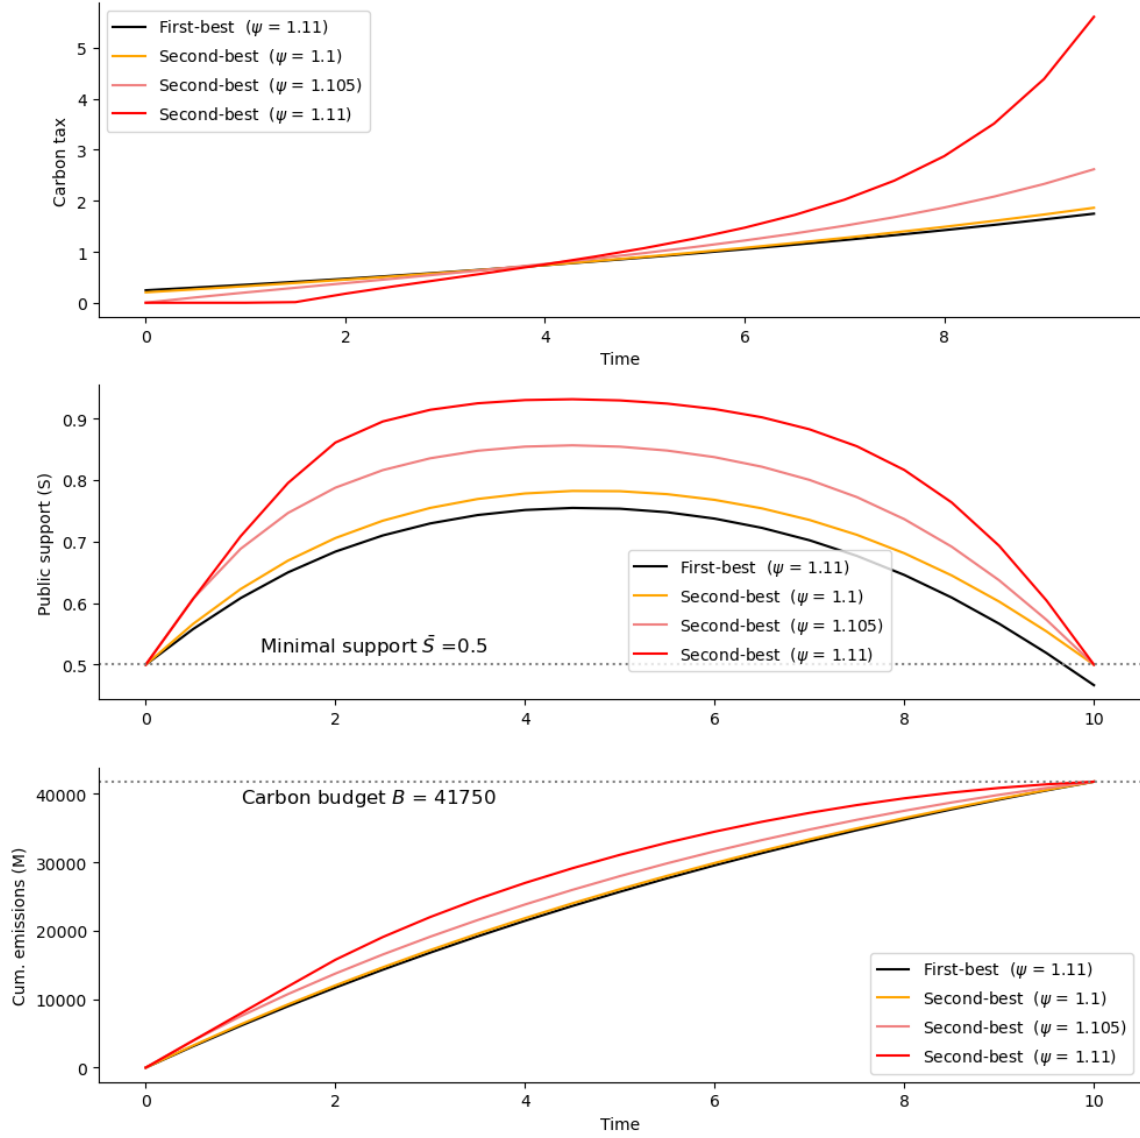 First-best (ψ = 1.11)
Second-best (ψ = 1.1)
Second-best (ψ = 1.105)
Second-best (ψ = 1.11)
Carbon tax
5
4
3
2
1
0
0 2 4 6 8
Time
Public support (S)
0.9
0.8
0.7
0.6
0.5
Minimal support S̄ =0.5
First-best (ψ = 1.11)
Second-best (ψ = 1.1)
Second-best (ψ = 1.105)
Second-best (ψ = 1.11)
0 2 4 6 8 10
Cum. emissions (M)
40000
30000
20000
10000
0
Carbon budget B = 41750
First-best (ψ = 1.11)
Second-best (ψ = 1.1)
Second-best (ψ = 1.105)
Second-best (ψ = 1.11)
0 2 4 6 8 10
Time